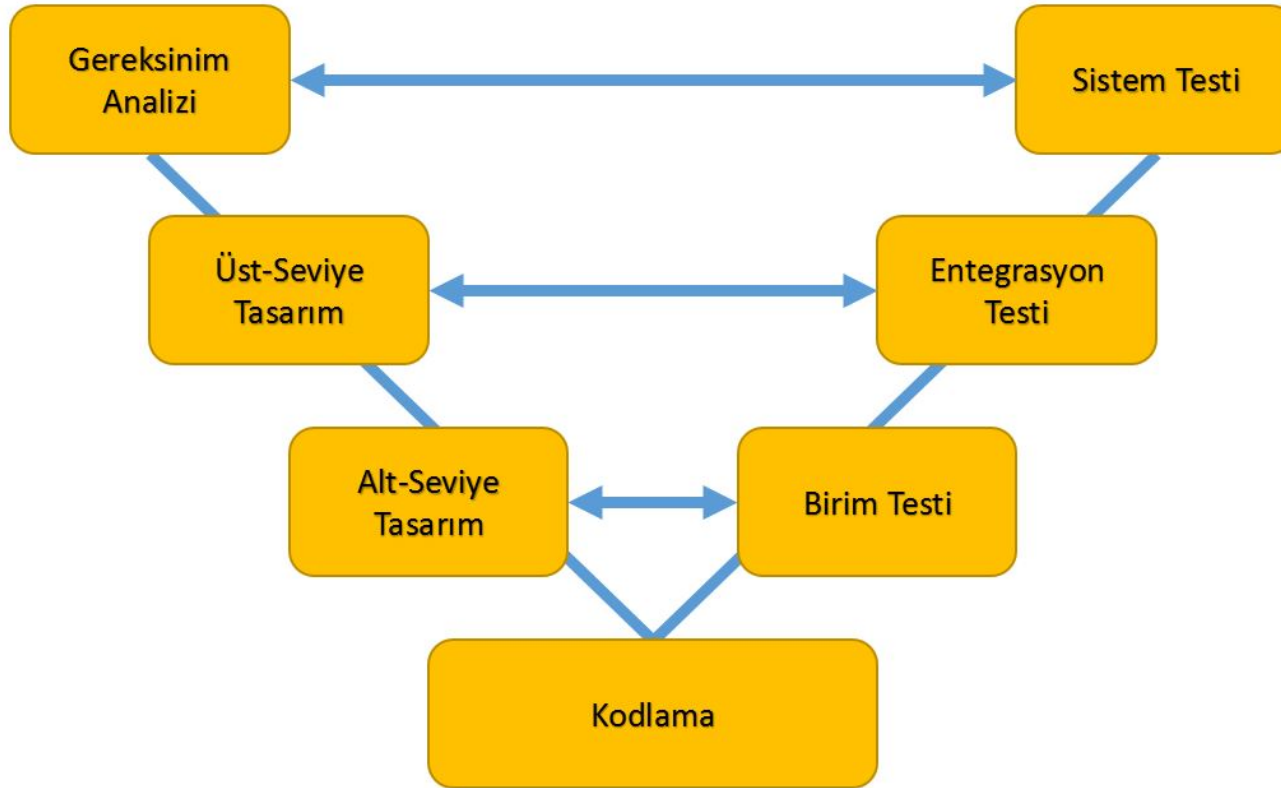 Gereksinim
Analizi
Sistem Testi
Üst-Seviye
Tasarım
Entegrasyon
Testi
Alt-Seviye
Tasarım
Birim Testi
Kodlama